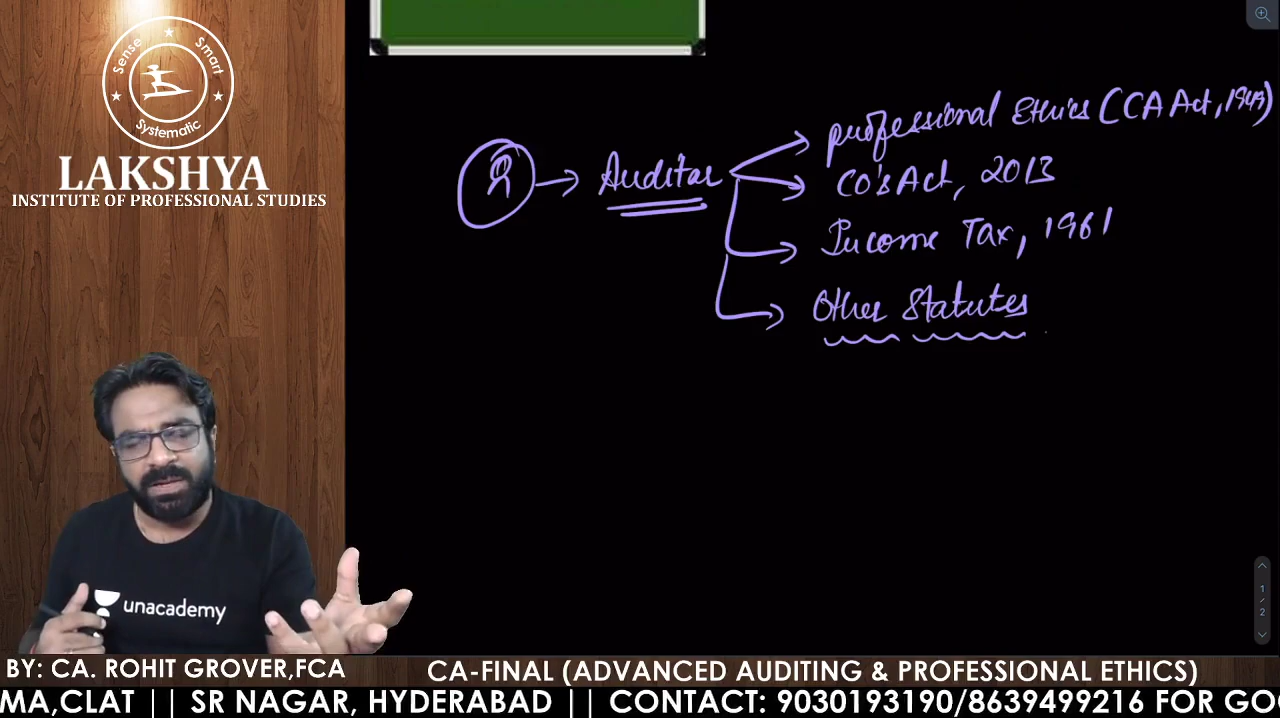 Sense
Smart
Systematic
LAKSHYA
INSTITUTE OF PROFESSIONAL STUDIES
Auditor
professional Ethics (CA Act, 1949)
Co's Act, 2013
Income Tax, 1961
Other Statutes
unacademy
1
/
2
BY: CA. ROHIT GROVER,FCA
CA-FINAL (ADVANCED AUDITING & PROFESSIONAL ETHICS)
MA,CLAT || SR NAGAR, HYDERABAD || CONTACT: 9030193190/8639499216 FOR GO